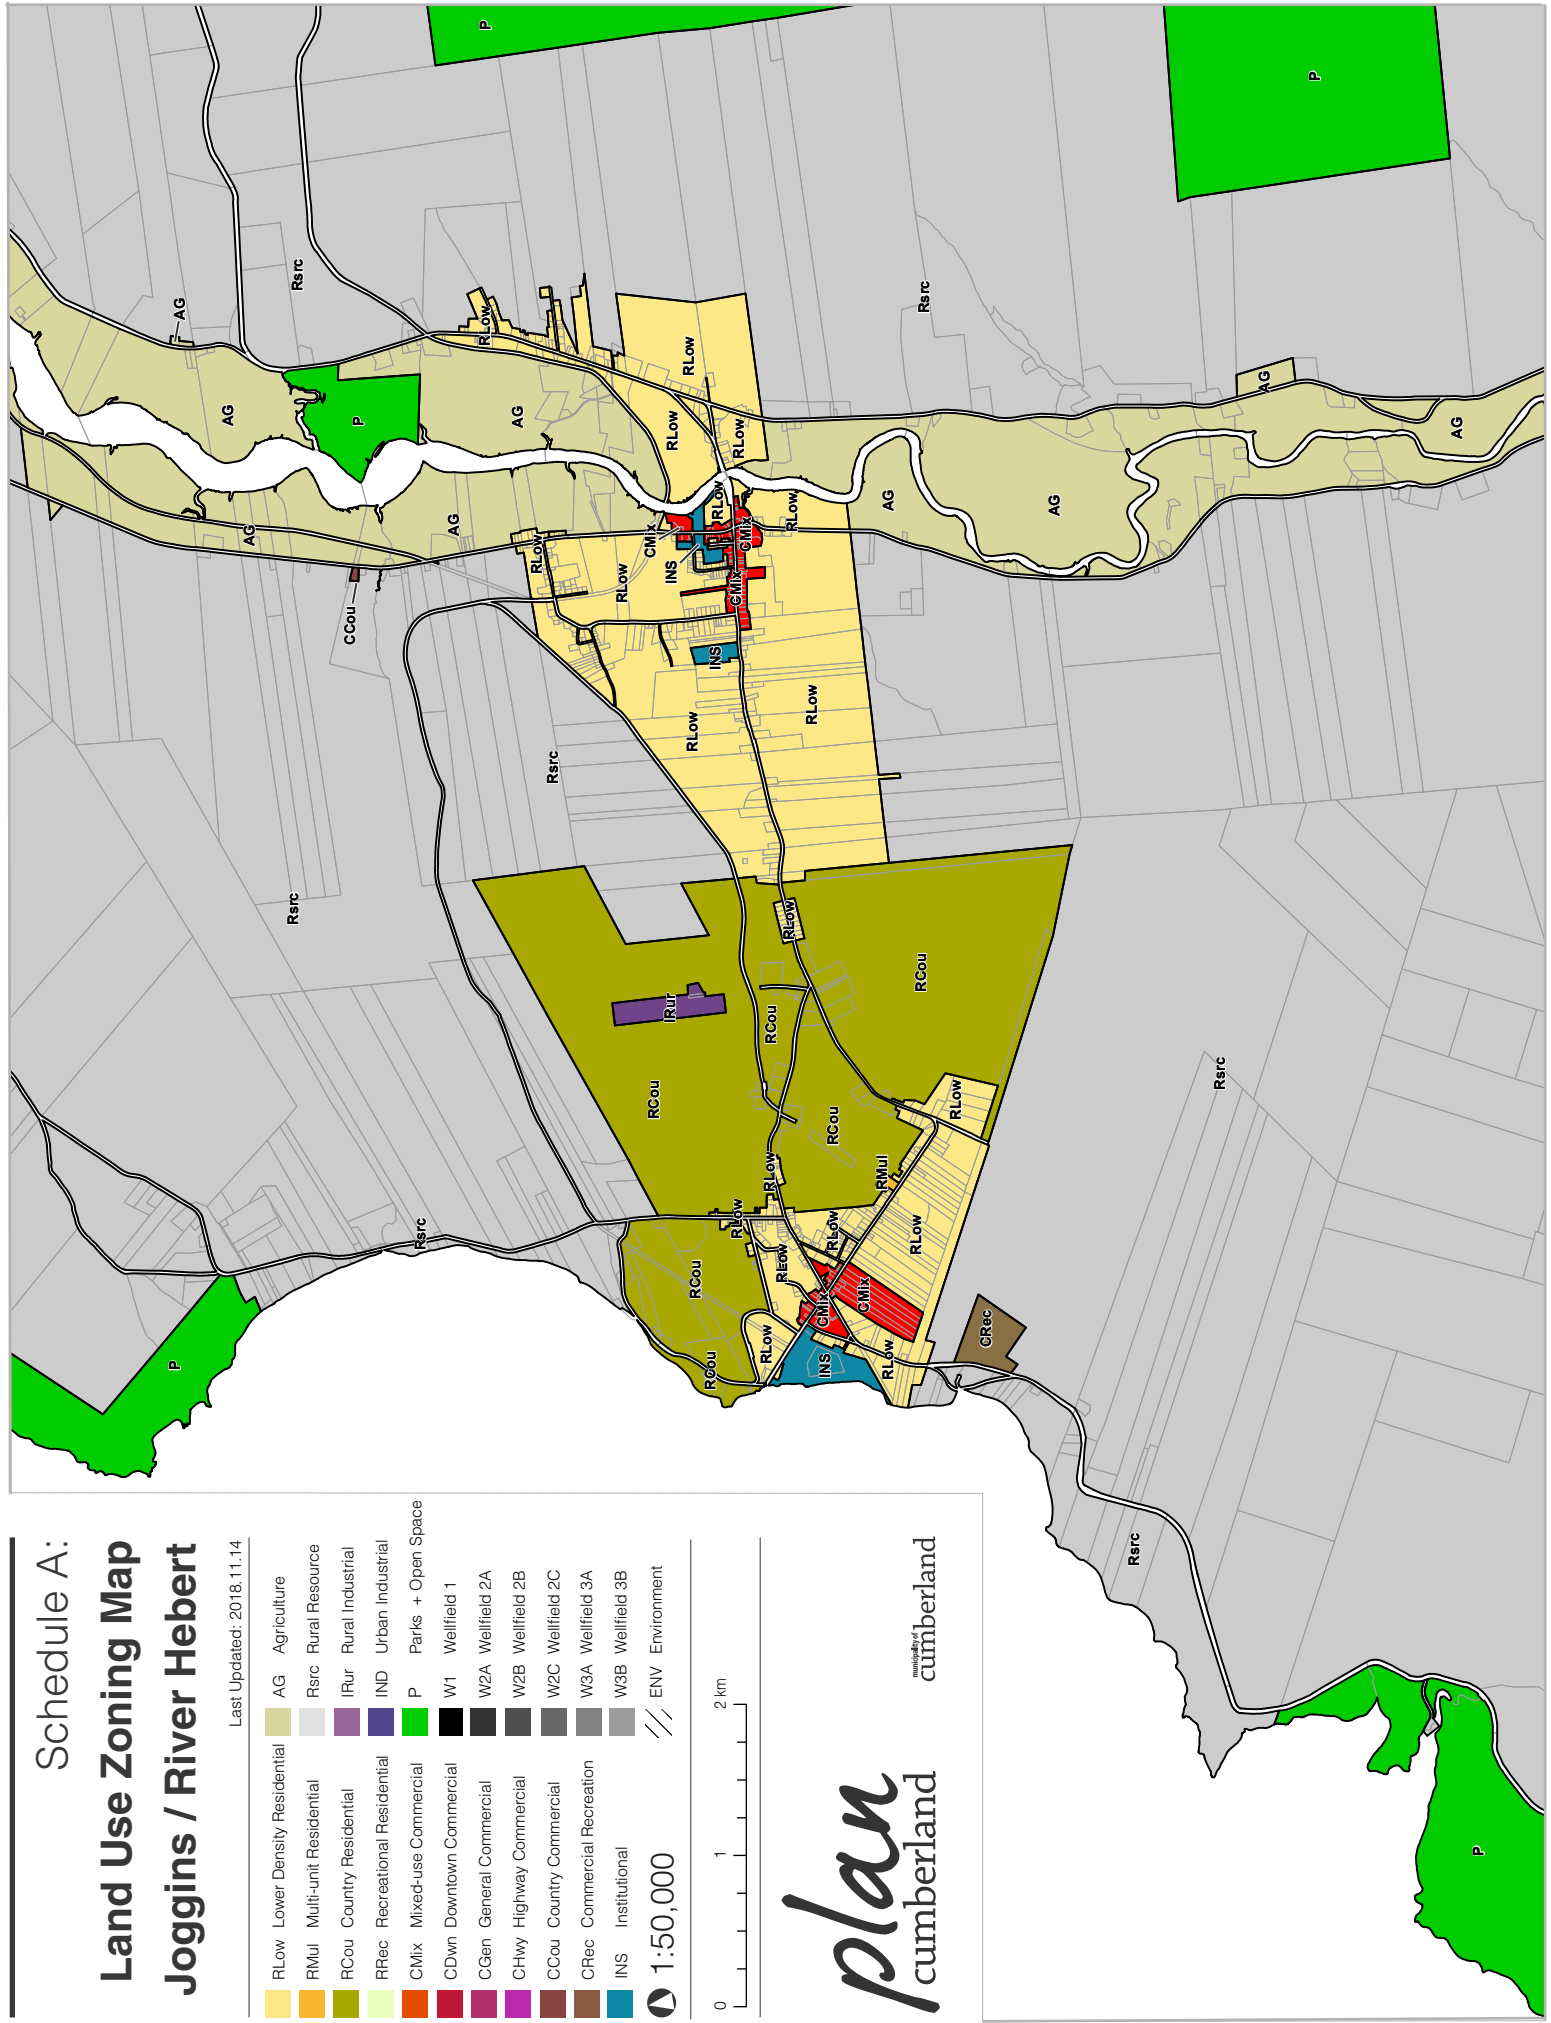 Schedule A:
Land Use Zoning Map
Joggins / River Hebert
Last Updated: 2018.11.14
RLow Lower Density Residential
RMul Multi-unit Residential
RCou Country Residential
RRec Recreational Residential
CMix Mixed-use Commercial
CDwn Downtown Commercial
CGen General Commercial
CHwy Highway Commercial
CCou Country Commercial
CRec Commercial Recreation
INS Institutional
AG Agriculture
Rsrc Rural Resource
IRur Rural Industrial
IND Urban Industrial
P Parks + Open Space
W1 Wellfield 1
W2A Wellfield 2A
W2B Wellfield 2B
W2C Wellfield 2C
W3A Wellfield 3A
W3B Wellfield 3B
ENV Environment
1:50,000
0 1 2 km
plan
cumberland
municipality of
cumberland
P
P
Rsrc
RCou
RCou
RLow
INS
RLow
CRec
Rsrc
P
RLow
RLow
CMix
CMix
RLow
RLow
RLow
RMul
RLow
RCou
RCou
RCou
RCou
IRur
RLow
Rsrc
Rsrc
Rsrc
RLow
RLow
INS
RLow
RLow
CCou
CMix
INS
CMix
CMix
RLow
RLow
AG
AG
AG
AG
P
AG
AG
RLow
RLow
RLow
RLow
AG
AG
AG
AG
Rsrc
Rsrc
P
P